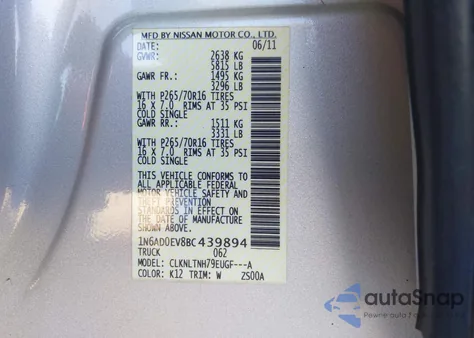 MFD BY NISSAN MOTOR CO., LTD.
DATE: 06/11
GVWR: 2638 KG
5815 LB
GAWR FR: 1495 KG
3296 LB
WITH P265/70R16 TIRES
16 X 7.0 RIMS AT 35 PSI
COLD SINGLE
GAWR RR: 1511 KG
3331 LB
WITH P265/70R16 TIRES
16 X 7.0 RIMS AT 35 PSI
COLD SINGLE
THIS VEHICLE CONFORMS TO
ALL APPLICABLE FEDERAL
MOTOR VEHICLE SAFETY AND
THEFT PREVENTION
STANDARDS IN EFFECT ON
THE DATE OF MANUFACTURE
SHOWN ABOVE.
1N6AD0EV8BC439894
TRUCK 062
MODEL: CLKNLTNH79EUGF---A
COLOR: K12 TRIM: W ZS00A
autoSnap
Pewne auto z USA